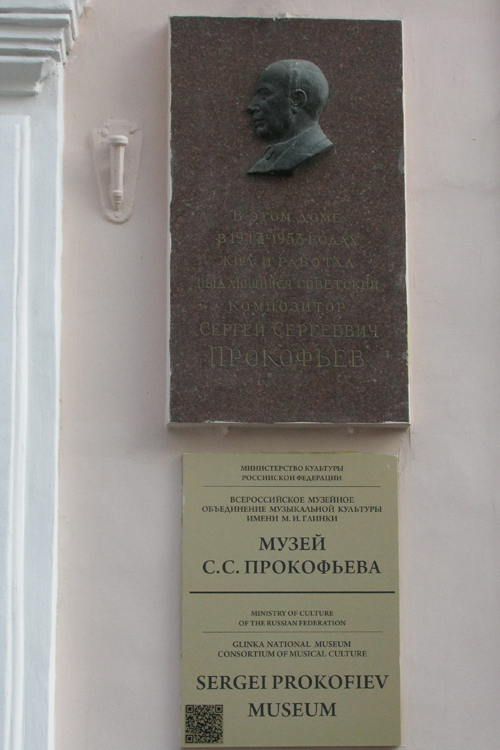 В ЭТОМ ДОМЕ
В 1947-1953 ГОДАХ
ЖИЛ И РАБОТАЛ
ВЫДАЮЩИЙСЯ СОВЕТСКИЙ
КОМПОЗИТОР
СЕРГЕЙ СЕРГЕЕВИЧ
ПРОКОФЬЕВ
МИНИСТЕРСТВО КУЛЬТУРЫ
РОССИЙСКОЙ ФЕДЕРАЦИИ
ВСЕРОССИЙСКОЕ МУЗЕЙНОЕ
ОБЪЕДИНЕНИЕ МУЗЫКАЛЬНОЙ КУЛЬТУРЫ
ИМЕНИ М. И. ГЛИНКИ
МУЗЕЙ
С.С. ПРОКОФЬЕВА
MINISTRY OF CULTURE
OF THE RUSSIAN FEDERATION
GLINKA NATIONAL MUSEUM
CONSORTIUM OF MUSICAL CULTURE
SERGEI PROKOFIEV
MUSEUM